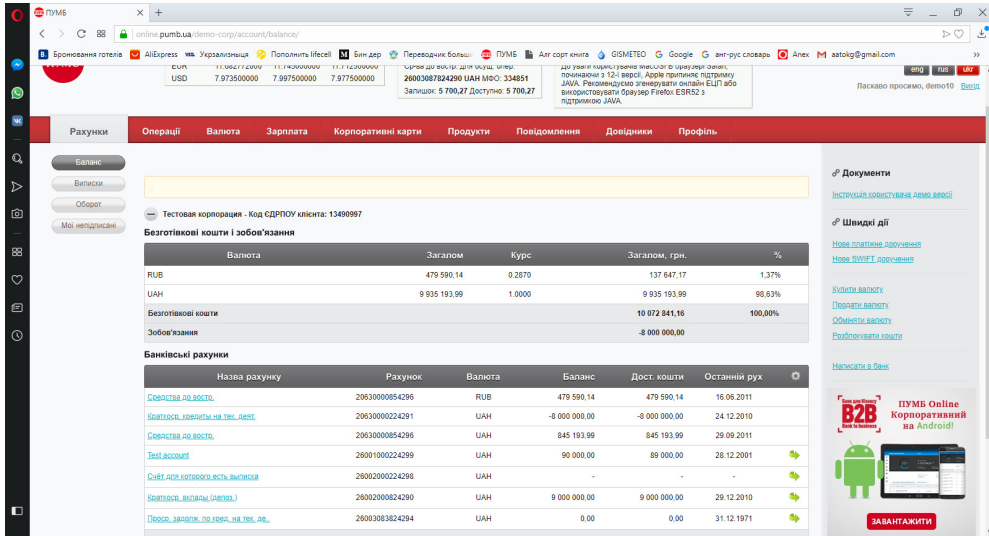 ПУМБ
online.pumb.ua/demo-corp/account/balance/
Бронювання готелів AliExpress Укрзализныця Пополнить lifecell Бин дер Переводчик больш ПУМБ Алг сорт книга GISMETEO Google анг-рус словарь Anex aatokg@gmail.com
USD 7.973500000 7.997500000 7.977500000
26003087824290 UAH МФО: 334851
Залишок: 5 700,27 Доступно: 5 700,27
починаючи з 12-ї версії, Apple припиняє підтримку
JAVA. Рекомендуємо згенерувати онлайн ЕЦП або
використовувати браузер Firefox ESR52 з
підтримкою JAVA.
eng rus ukr
Ласкаво просимо, demo10 Вихід
Рахунки Операції Валюта Зарплата Корпоративні карти Продукти Повідомлення Довідники Профіль
Баланс
Виписки
Оборот
Мої непідписані
Тестовая корпорация - Код ЄДРПОУ клієнта: 13490997
Безготівкові кошти і зобов'язання
Валюта Загалом Курс Загалом, грн. %
RUB 479 590,14 0.2870 137 647,17 1,37%
UAH 9 935 193,99 1.0000 9 935 193,99 98,63%
Безготівкові кошти 10 072 841,16 100,00%
Зобов'язання -8 000 000,00
Банківські рахунки
Назва рахунку Рахунок Валюта Баланс Дост. кошти Останній рух
Средства до востр. 20630000854296 RUB 479 590,14 479 590,14 16.06.2011
Краткоср. кредиты на тек. деят. 20630000224291 UAH -8 000 000,00 -8 000 000,00 24.12.2010
Средства до востр. 20630000854296 UAH 845 193,99 845 193,99 29.09.2011
Test account 26001000224299 UAH 90 000,00 89 000,00 28.12.2001
Счёт для которого есть выписка 26002000224298 UAH - - -
Краткоср. вклады (депоз.) 26002000824290 UAH 9 000 000,00 9 000 000,00 29.12.2010
Проср. задолж. по кред. на тек. де.. 26003083824294 UAH 0,00 0,00 31.12.1971
Документи
Інструкція користувача демо версії
Швидкі дії
Нове платіжне доручення
Нове SWIFT доручення
Купити валюту
Продати валюту
Обміняти валюту
Розблокувати кошти
Написати в банк
Банк для бізнесу
B2B
Bank to business
ПУМБ Online
Корпоративний
на Android!
ЗАВАНТАЖИТИ